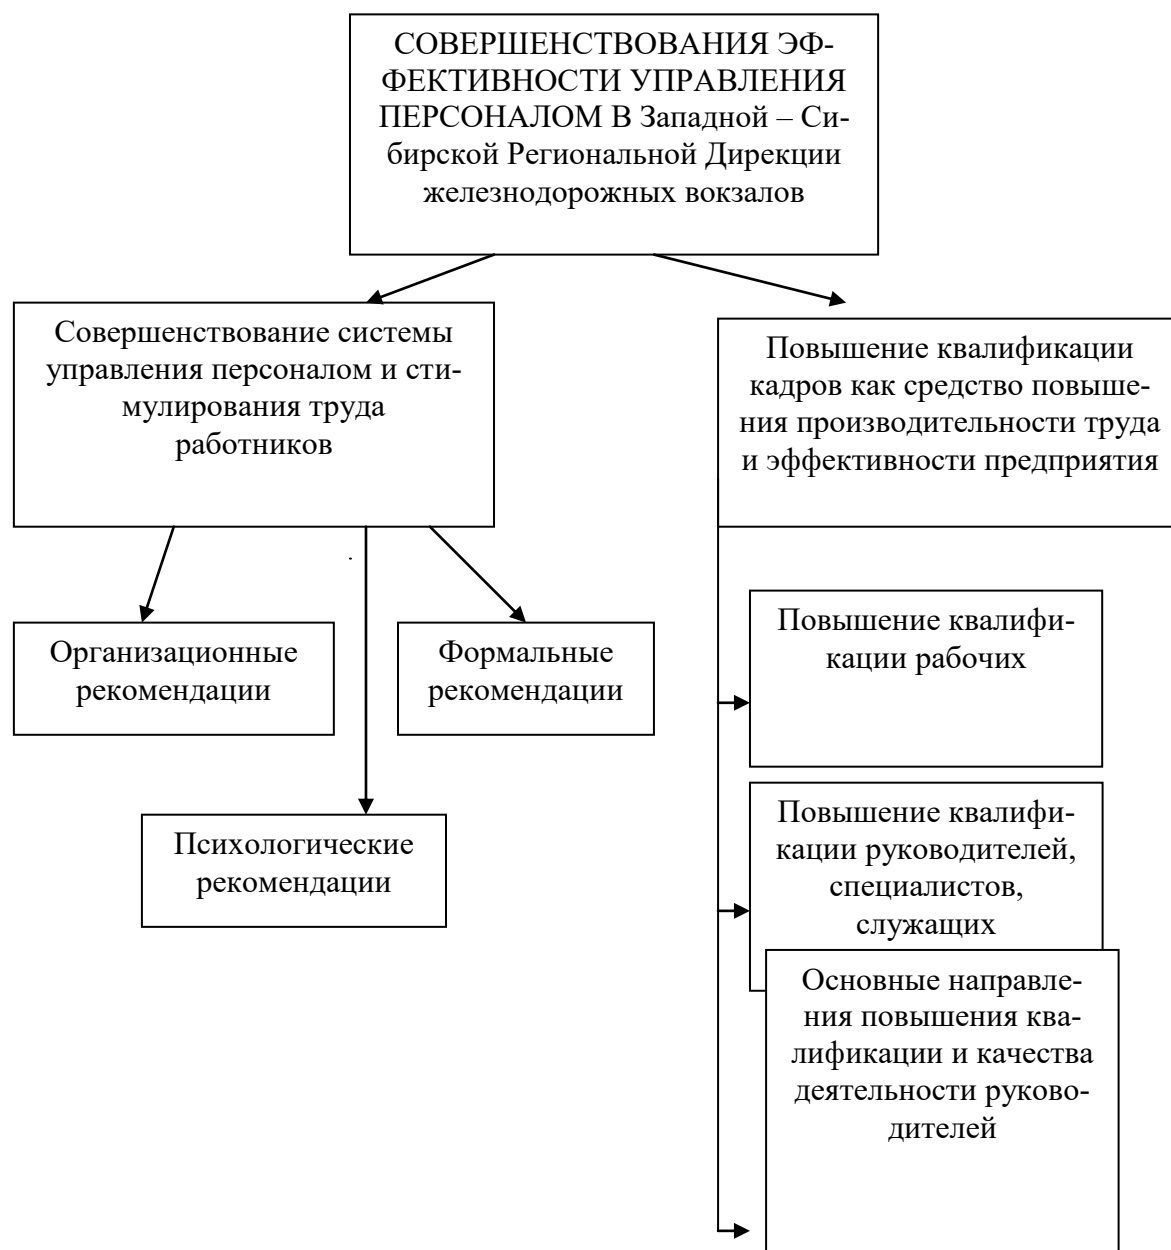 СОВЕРШЕНСТВОВАНИЯ ЭФ-
ФЕКТИВНОСТИ УПРАВЛЕНИЯ
ПЕРСОНАЛОМ В Западной – Си-
бирской Региональной Дирекции
железнодорожных вокзалов
Совершенствование системы
управления персоналом и сти-
мулирования труда
работников
Повышение квалификации
кадров как средство повыше-
ния производительности труда
и эффективности предприятия
Организационные
рекомендации
Формальные
рекомендации
Психологические
рекомендации
Повышение квалифи-
кации рабочих
Повышение квалифи-
кации руководителей,
специалистов,
служащих
Основные направле-
ния повышения ква-
лификации и качества
деятельности руково-
дителей